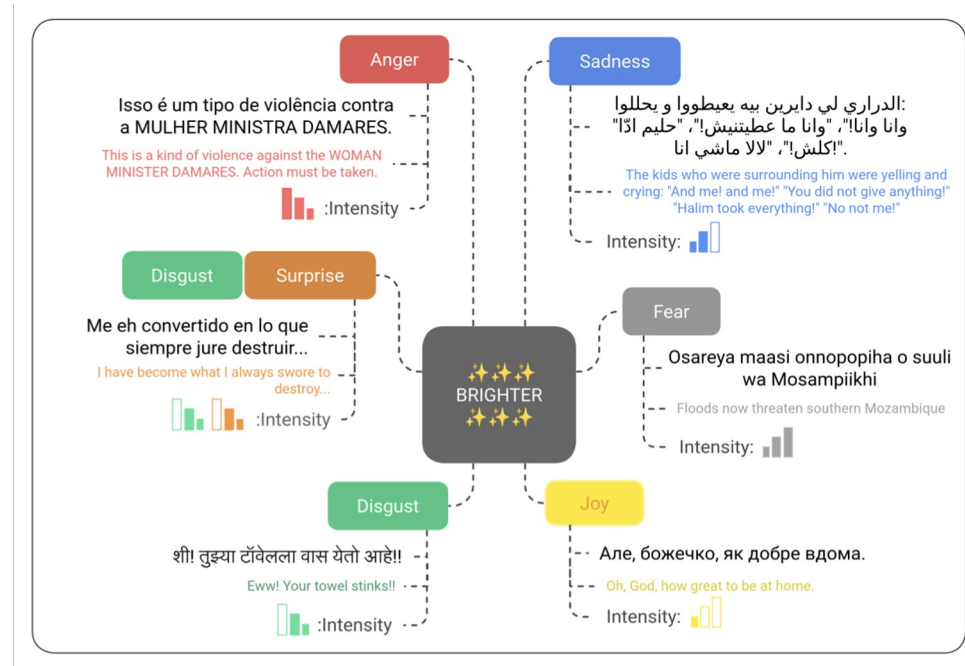 Anger
Isso é um tipo de violência contra
a MULHER MINISTRA DAMARES.
This is a kind of violence against the WOMAN
MINISTER DAMARES. Action must be taken.
:Intensity
Sadness
الدراري لي دايرين بيه يعيطووا و يحللوا:
وانا وانا!"، "وانا ما عطيتنيش!"، "حليم ادّا"
كلش!"، "لالا ماشي انا!".
The kids who were surrounding him were yelling and
crying: "And me! and me!" "You did not give anything!"
"Halim took everything!" "No not me!"
Intensity:
Disgust
Surprise
Me eh convertido en lo que
siempre jure destruir...
I have become what I always swore to
destroy...
:Intensity
Fear
Osareya maasi onnopopiha o suuli
wa Mosampiikhi
Floods now threaten southern Mozambique
Intensity:
BRIGHTER
Disgust
शी! तुझ्या टॉवेलला वास येतो आहे!!
Eww! Your towel stinks!!
:Intensity
Joy
Але, божечко, як добре вдома.
Oh, God, how great to be at home.
Intensity: